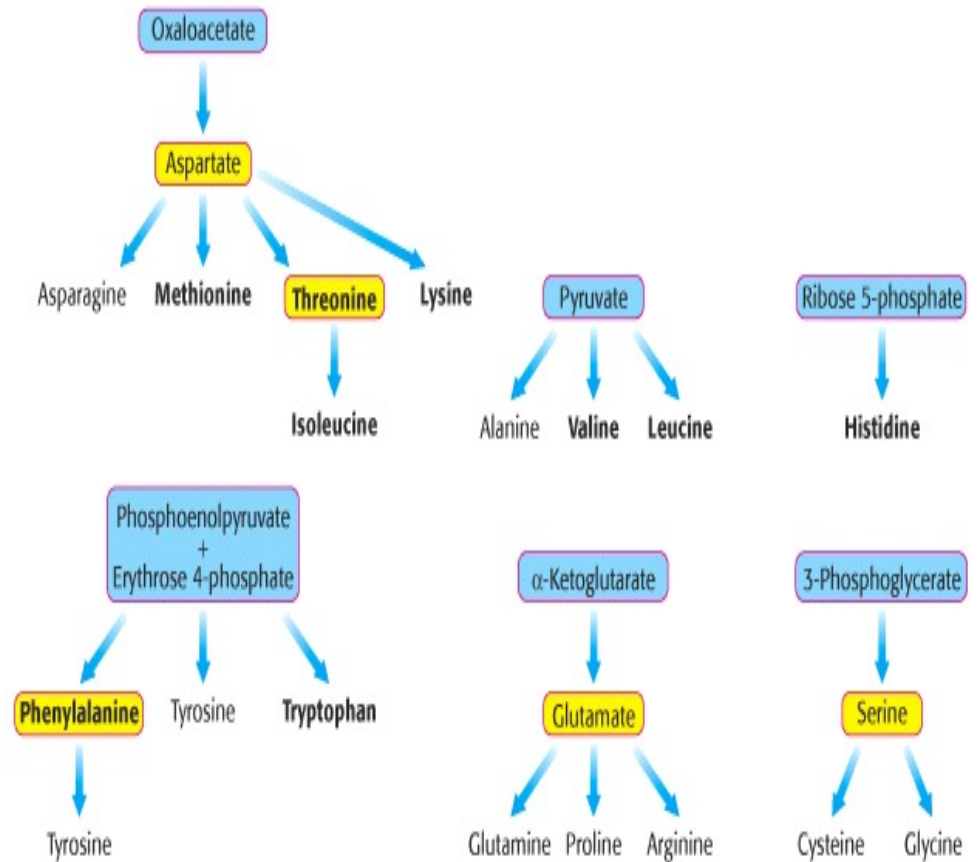 Oxaloacetate
Aspartate
Asparagine
Methionine
Threonine
Lysine
Isoleucine
Pyruvate
Alanine
Valine
Leucine
Ribose 5-phosphate
Histidine
Phosphoenolpyruvate
+
Erythrose 4-phosphate
Phenylalanine
Tyrosine
Tryptophan
Tyrosine
α-Ketoglutarate
Glutamate
Glutamine
Proline
Arginine
3-Phosphoglycerate
Serine
Cysteine
Glycine